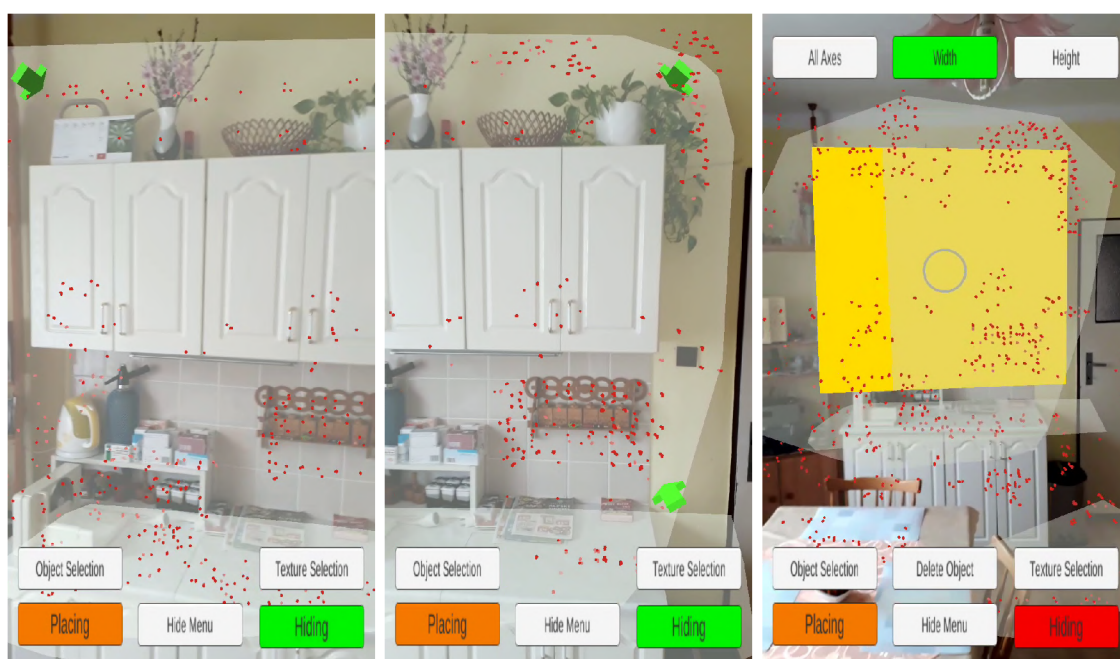 Object Selection
Texture Selection
Placing
Hide Menu
Hiding
Object Selection
Texture Selection
Placing
Hide Menu
Hiding
All Axes
Width
Height
Object Selection
Delete Object
Texture Selection
Placing
Hide Menu
Hiding